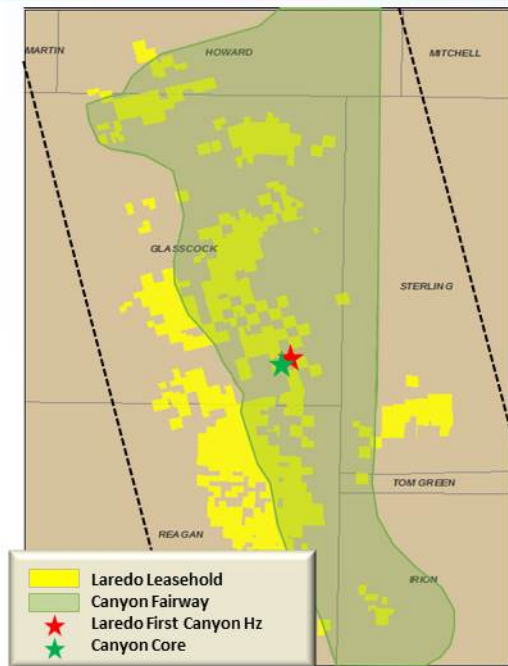 MARTIN
HOWARD
MITCHELL
GLASSCOCK
STERLING
TOM GREEN
REAGAN
IRION
Laredo Leasehold
Canyon Fairway
Laredo First Canyon Hz
Canyon Core